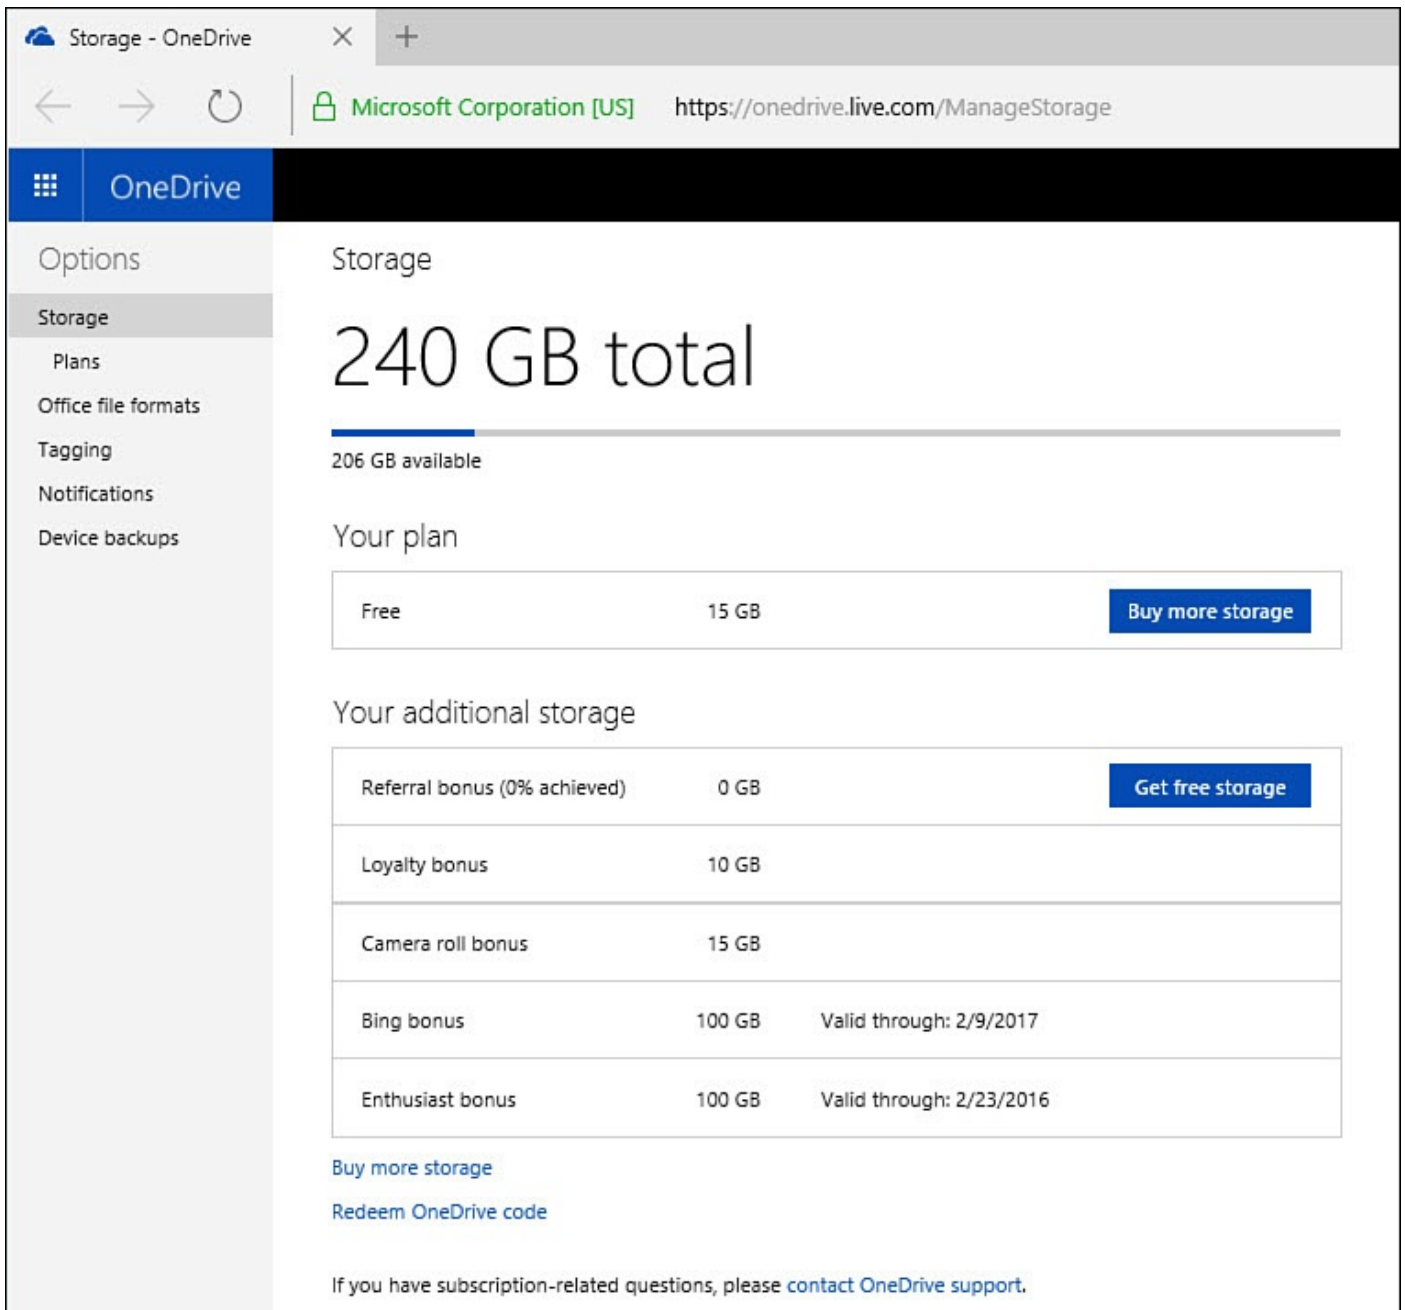 Storage - OneDrive
Microsoft Corporation [US] https://onedrive.live.com/ManageStorage
OneDrive
Options
Storage
Plans
Office file formats
Tagging
Notifications
Device backups
Storage
240 GB total
206 GB available
Your plan
Free 15 GB Buy more storage
Your additional storage
Referral bonus (0% achieved) 0 GB Get free storage
Loyalty bonus 10 GB
Camera roll bonus 15 GB
Bing bonus 100 GB Valid through: 2/9/2017
Enthusiast bonus 100 GB Valid through: 2/23/2016
Buy more storage
Redeem OneDrive code
If you have subscription-related questions, please contact OneDrive support.